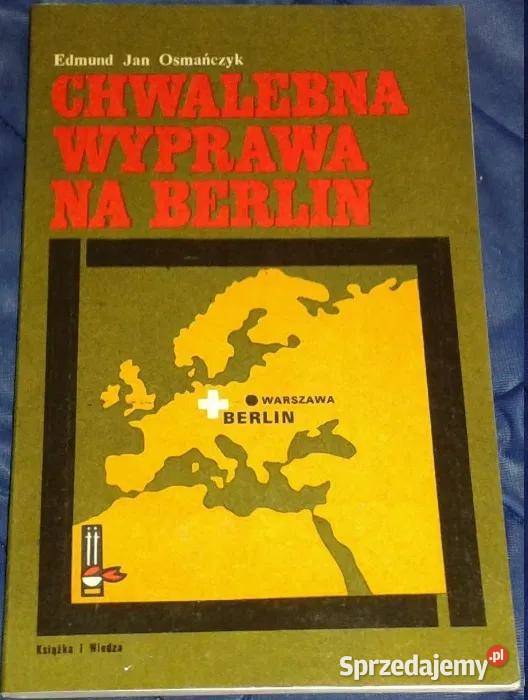 Edmund Jan Osmańczyk
CHWALEBNA
WYPRAWA
NA BERLIN
WARSZAWA
BERLIN
Książka i Wiedza
Sprzedajemy.pl